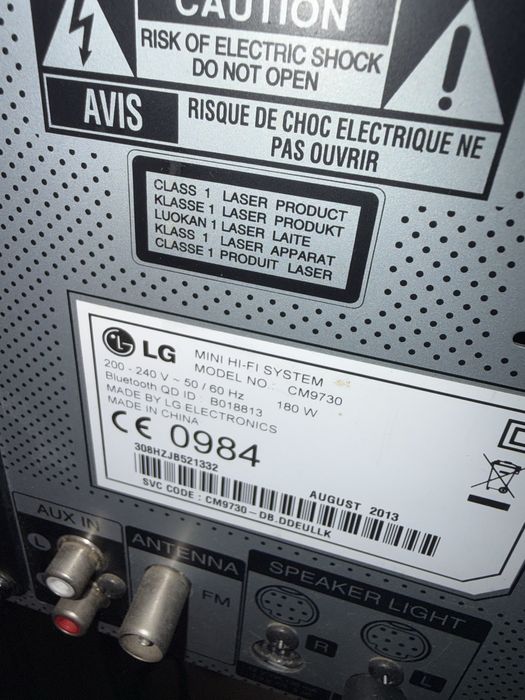 CAUTION
RISK OF ELECTRIC SHOCK
DO NOT OPEN
AVIS
RISQUE DE CHOC ELECTRIQUE NE
PAS OUVRIR
CLASS 1 LASER PRODUCT
KLASSE 1 LASER PRODUKT
LUOKAN 1 LASER LAITE
KLASS 1 LASER APPARAT
CLASSE 1 PRODUIT LASER
LG
MINI HI-FI SYSTEM
MODEL NO. CM9730
200 - 240 V ~ 50 / 60 Hz 180 W
Bluetooth QD ID : B018813
MADE BY LG ELECTRONICS
MADE IN CHINA
CE 0984
308HZJB521332
AUGUST 2013
SVC CODE : CM9730-DB.DDEULLK
AUX IN
L
ANTENNA
FM
SPEAKER LIGHT
R
L